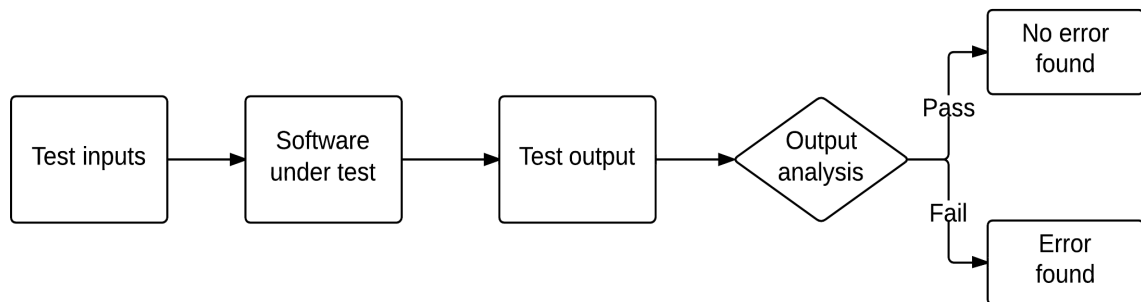 Test inputs
Software
under test
Test output
Output
analysis
Pass
No error
found
Fail
Error
found